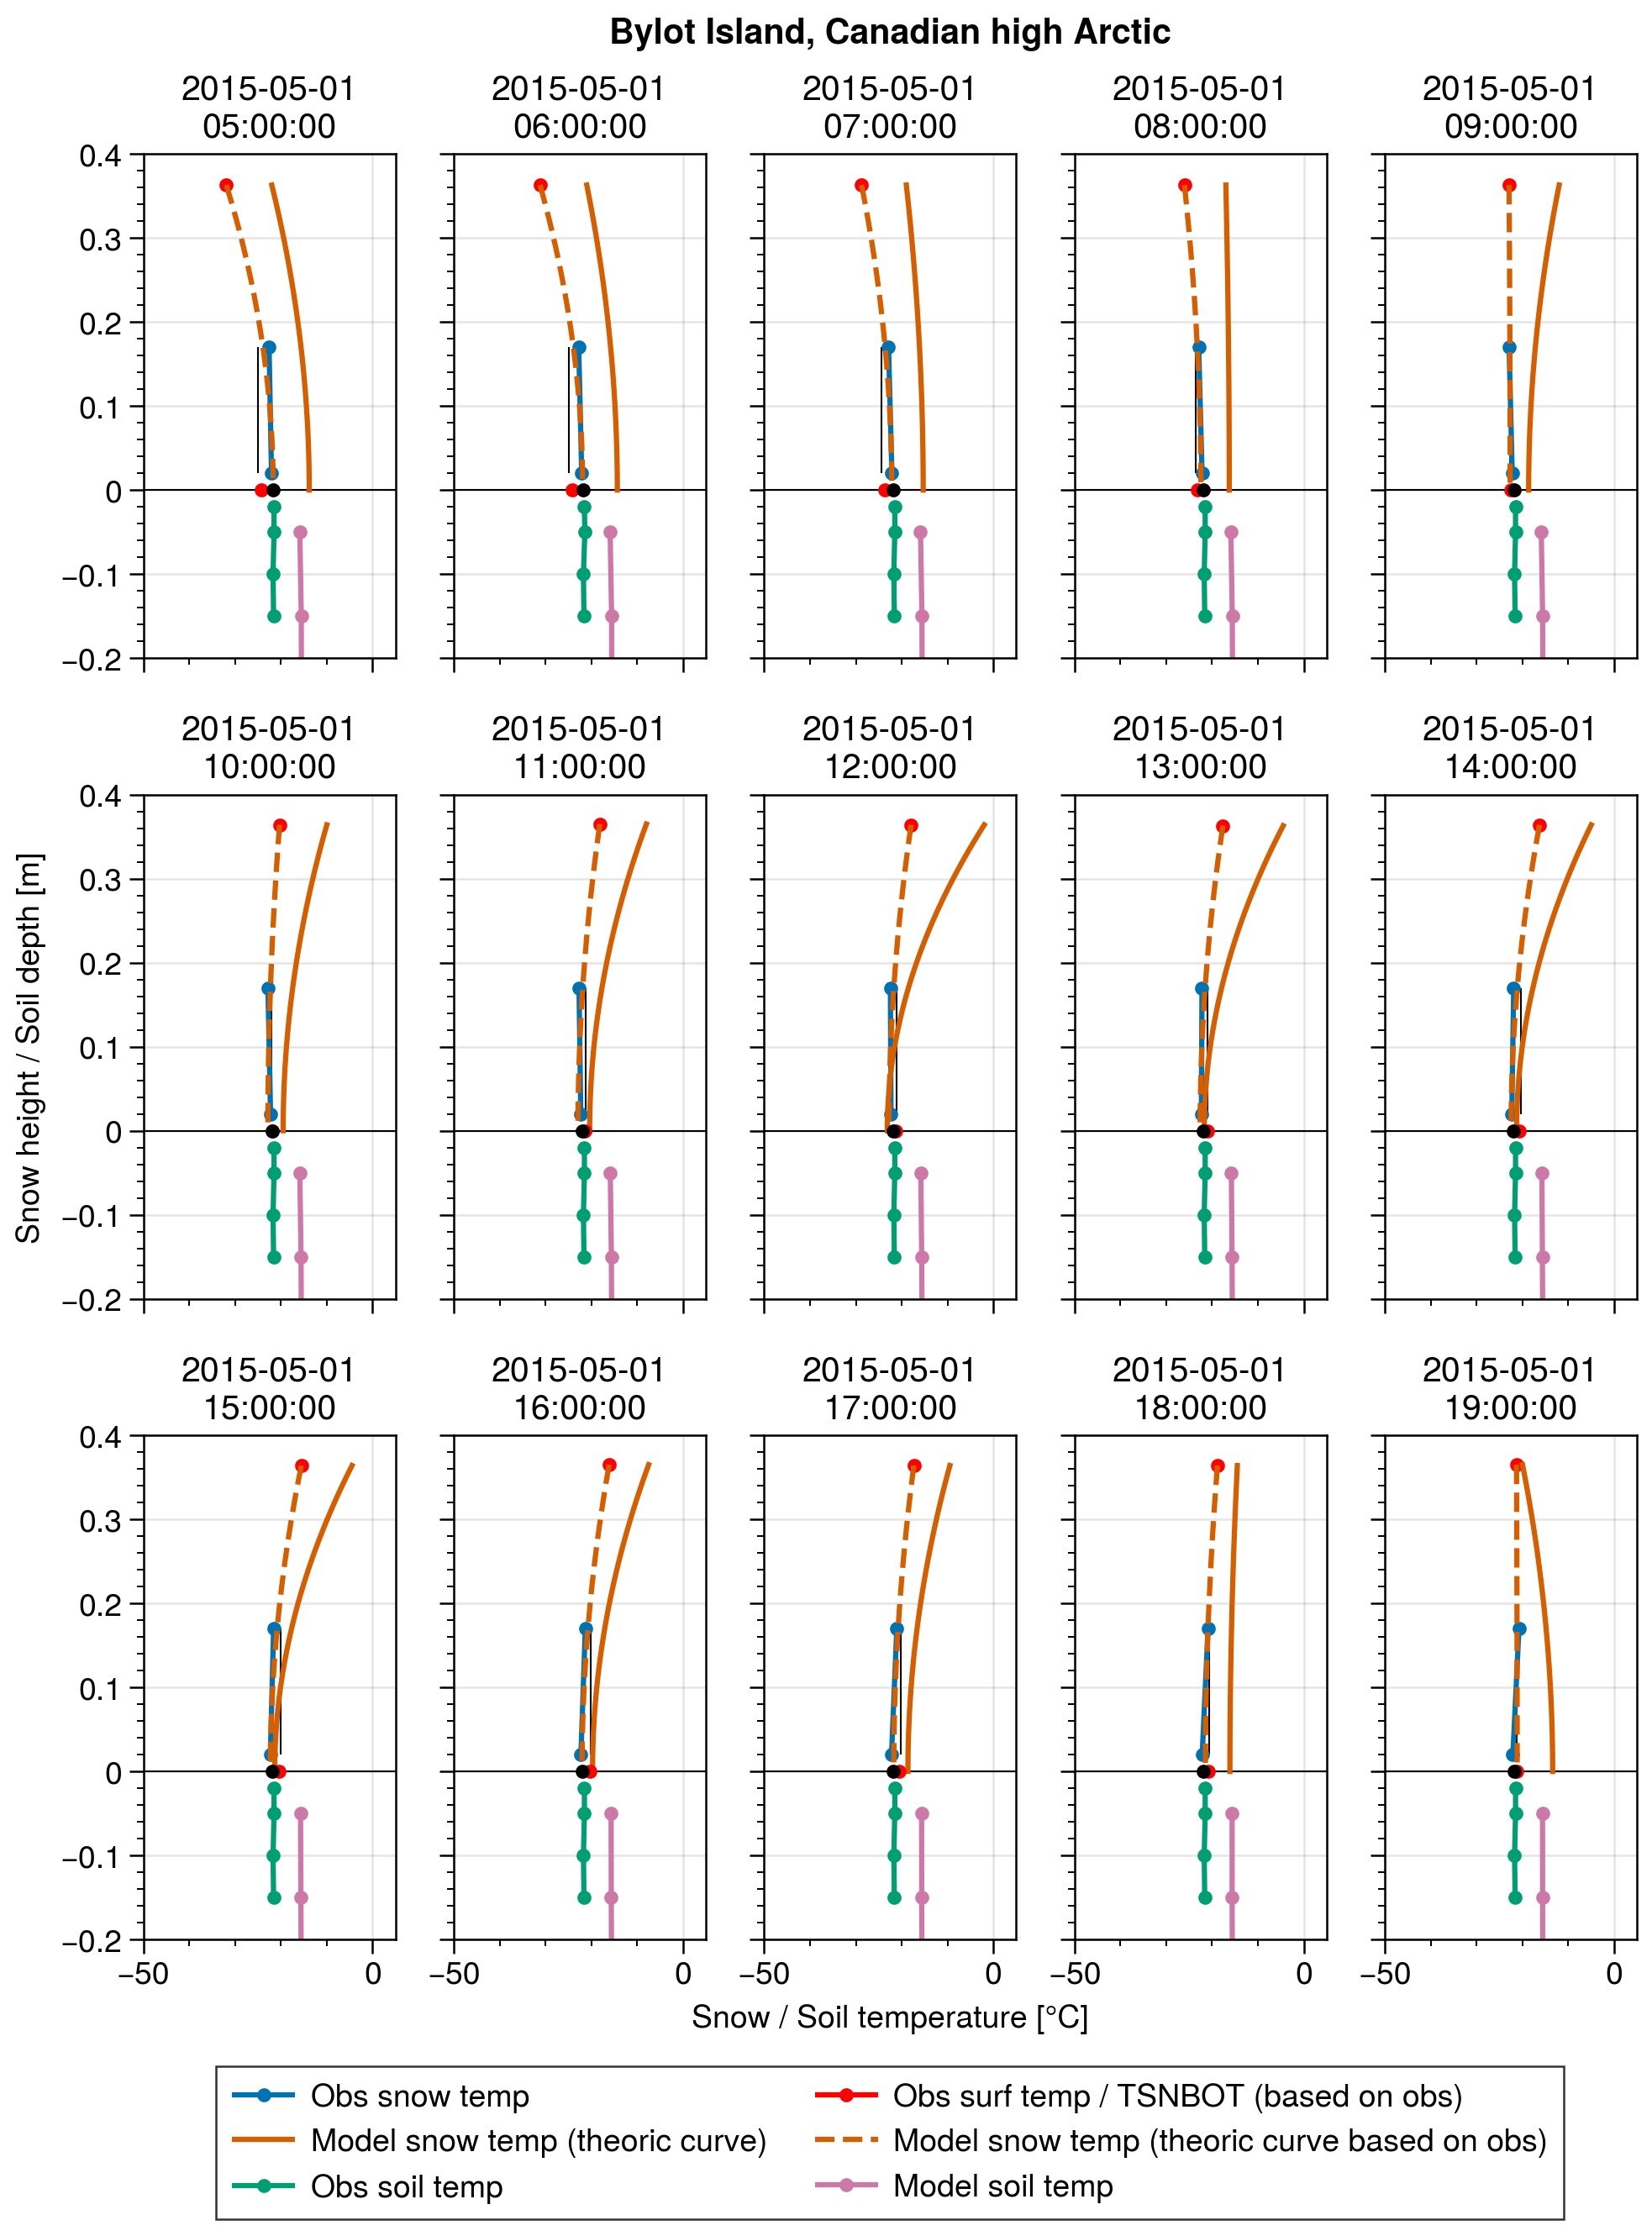 Bylot Island, Canadian high Arctic
2015-05-01 2015-05-01 2015-05-01 2015-05-01 2015-05-01
05:00:00 06:00:00 07:00:00 08:00:00 09:00:00
0.4
0.3
0.2
0.1
0
−0.1
−0.2
2015-05-01 2015-05-01 2015-05-01 2015-05-01 2015-05-01
10:00:00 11:00:00 12:00:00 13:00:00 14:00:00
0.4
0.3
0.2
0.1
0
−0.1
−0.2
Snow height / Soil depth [m]
2015-05-01 2015-05-01 2015-05-01 2015-05-01 2015-05-01
15:00:00 16:00:00 17:00:00 18:00:00 19:00:00
0.4
0.3
0.2
0.1
0
−0.1
−0.2
−50 0 −50 0 −50 0 −50 0 −50 0
Snow / Soil temperature [°C]
Obs snow temp Obs surf temp / TSNBOT (based on obs)
Model snow temp (theoric curve) Model snow temp (theoric curve based on obs)
Obs soil temp Model soil temp